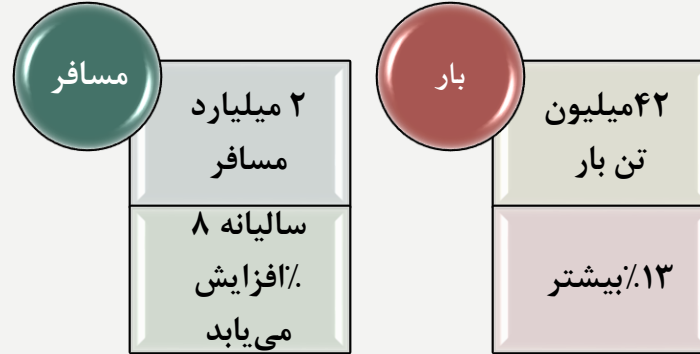 بار
۴۲میلیون
تن بار
۱۳٪بیشتر
مسافر
۲ میلیارد
مسافر
سالیانه ۸
٪افزایش
می‌یابد